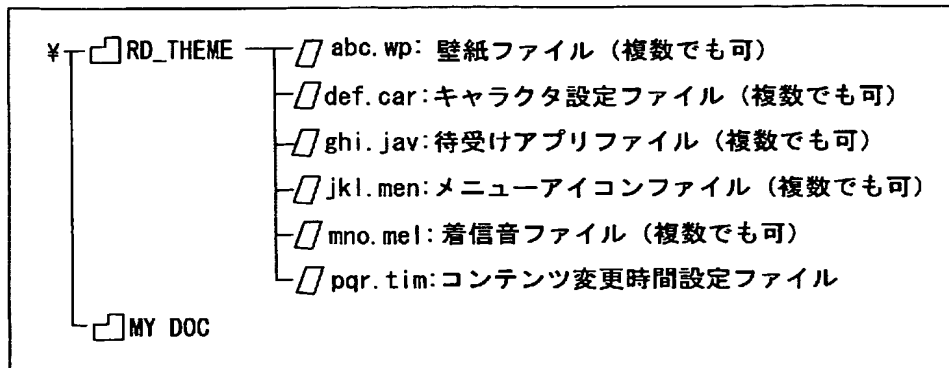 ¥ RD_THEME abc.wp: 壁紙ファイル (複数でも可)
def.car:キャラクタ設定ファイル (複数でも可)
ghi.jav:待受けアプリファイル (複数でも可)
jkl.men:メニューアイコンファイル (複数でも可)
mno.mel:着信音ファイル (複数でも可)
pqr.tim:コンテンツ変更時間設定ファイル
MY DOC